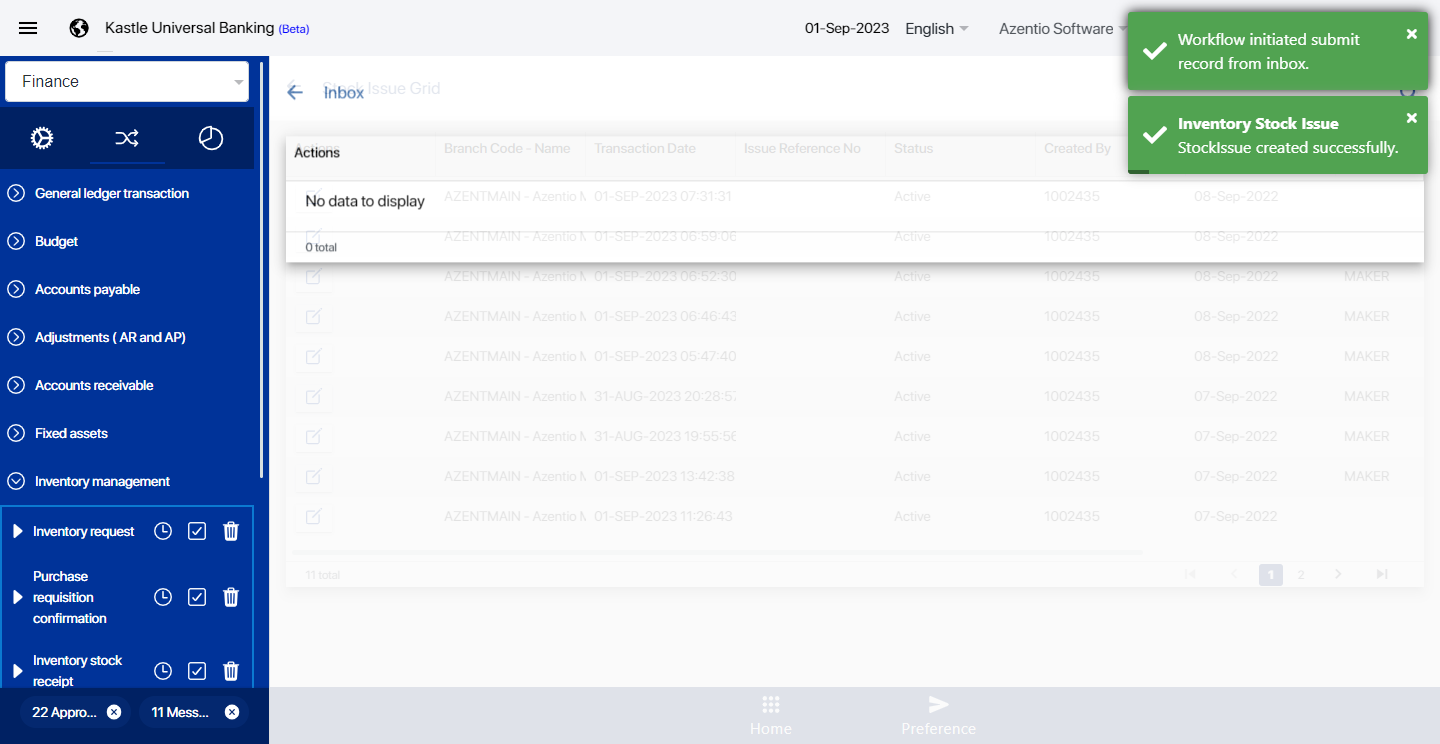 Kastle Universal Banking (Beta)
01-Sep-2023
English
Azentio Software
Workflow initiated submit
record from inbox.
Inventory Stock Issue
StockIssue created successfully.
Finance
General ledger transaction
Budget
Accounts payable
Adjustments ( AR and AP)
Accounts receivable
Fixed assets
Inventory management
Inventory request
Purchase
requisition
confirmation
Inventory stock
receipt
22 Appro...
11 Mess...
Stock Issue Grid
Inbox
Actions
No data to display
0 total
Branch Code - Name Transaction Date Issue Reference No Status Created By
AZENTMAIN - Azentio M 01-SEP-2023 07:31:31 Active 1002435 08-Sep-2022
AZENTMAIN - Azentio M 01-SEP-2023 06:59:06 Active 1002435 08-Sep-2022
AZENTMAIN - Azentio M 01-SEP-2023 06:52:30 Active 1002435 08-Sep-2022 MAKER
AZENTMAIN - Azentio M 01-SEP-2023 06:46:43 Active 1002435 08-Sep-2022 MAKER
AZENTMAIN - Azentio M 01-SEP-2023 05:47:40 Active 1002435 08-Sep-2022 MAKER
AZENTMAIN - Azentio M 31-AUG-2023 20:28:57 Active 1002435 07-Sep-2022 MAKER
AZENTMAIN - Azentio M 31-AUG-2023 19:55:56 Active 1002435 07-Sep-2022 MAKER
AZENTMAIN - Azentio M 01-SEP-2023 13:42:38 Active 1002435 07-Sep-2022 MAKER
AZENTMAIN - Azentio M 01-SEP-2023 11:26:43 Active 1002435 07-Sep-2022
11 total
1 2
Home
Preference